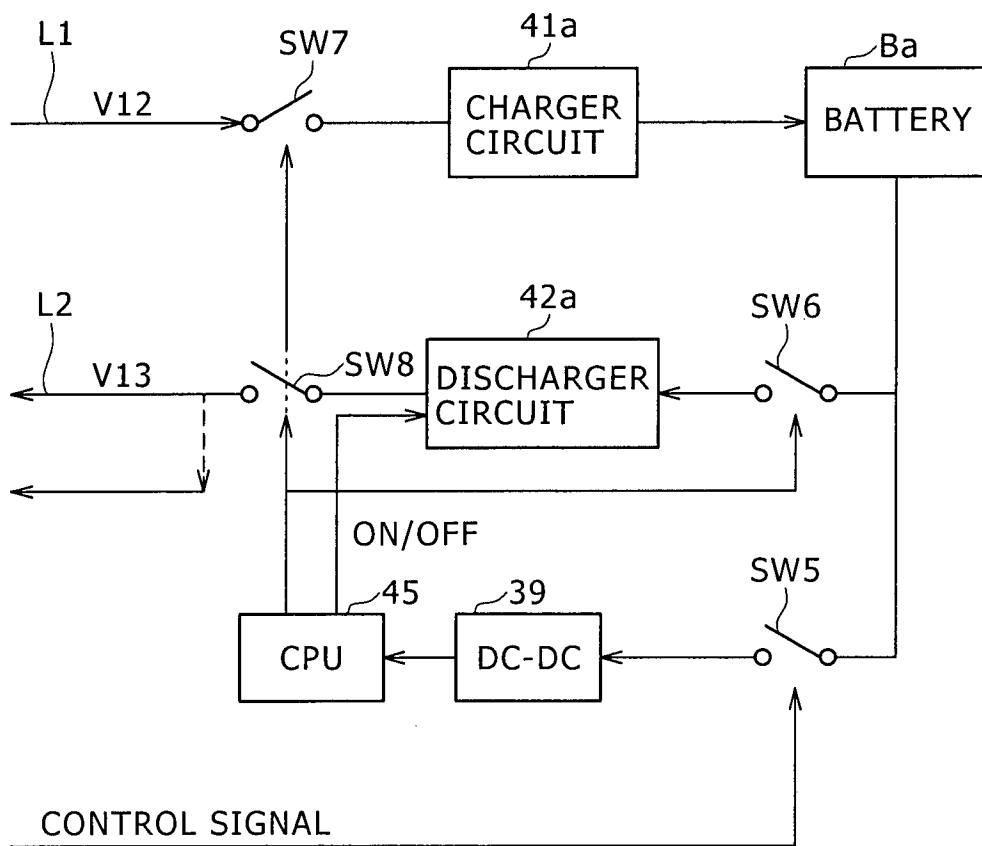 L1
SW7
41a
Ba
V12
CHARGER
CIRCUIT
BATTERY
L2
42a
SW6
V13
SW8
DISCHARGER
CIRCUIT
ON/OFF
SW5
45
39
CPU
DC-DC
CONTROL SIGNAL